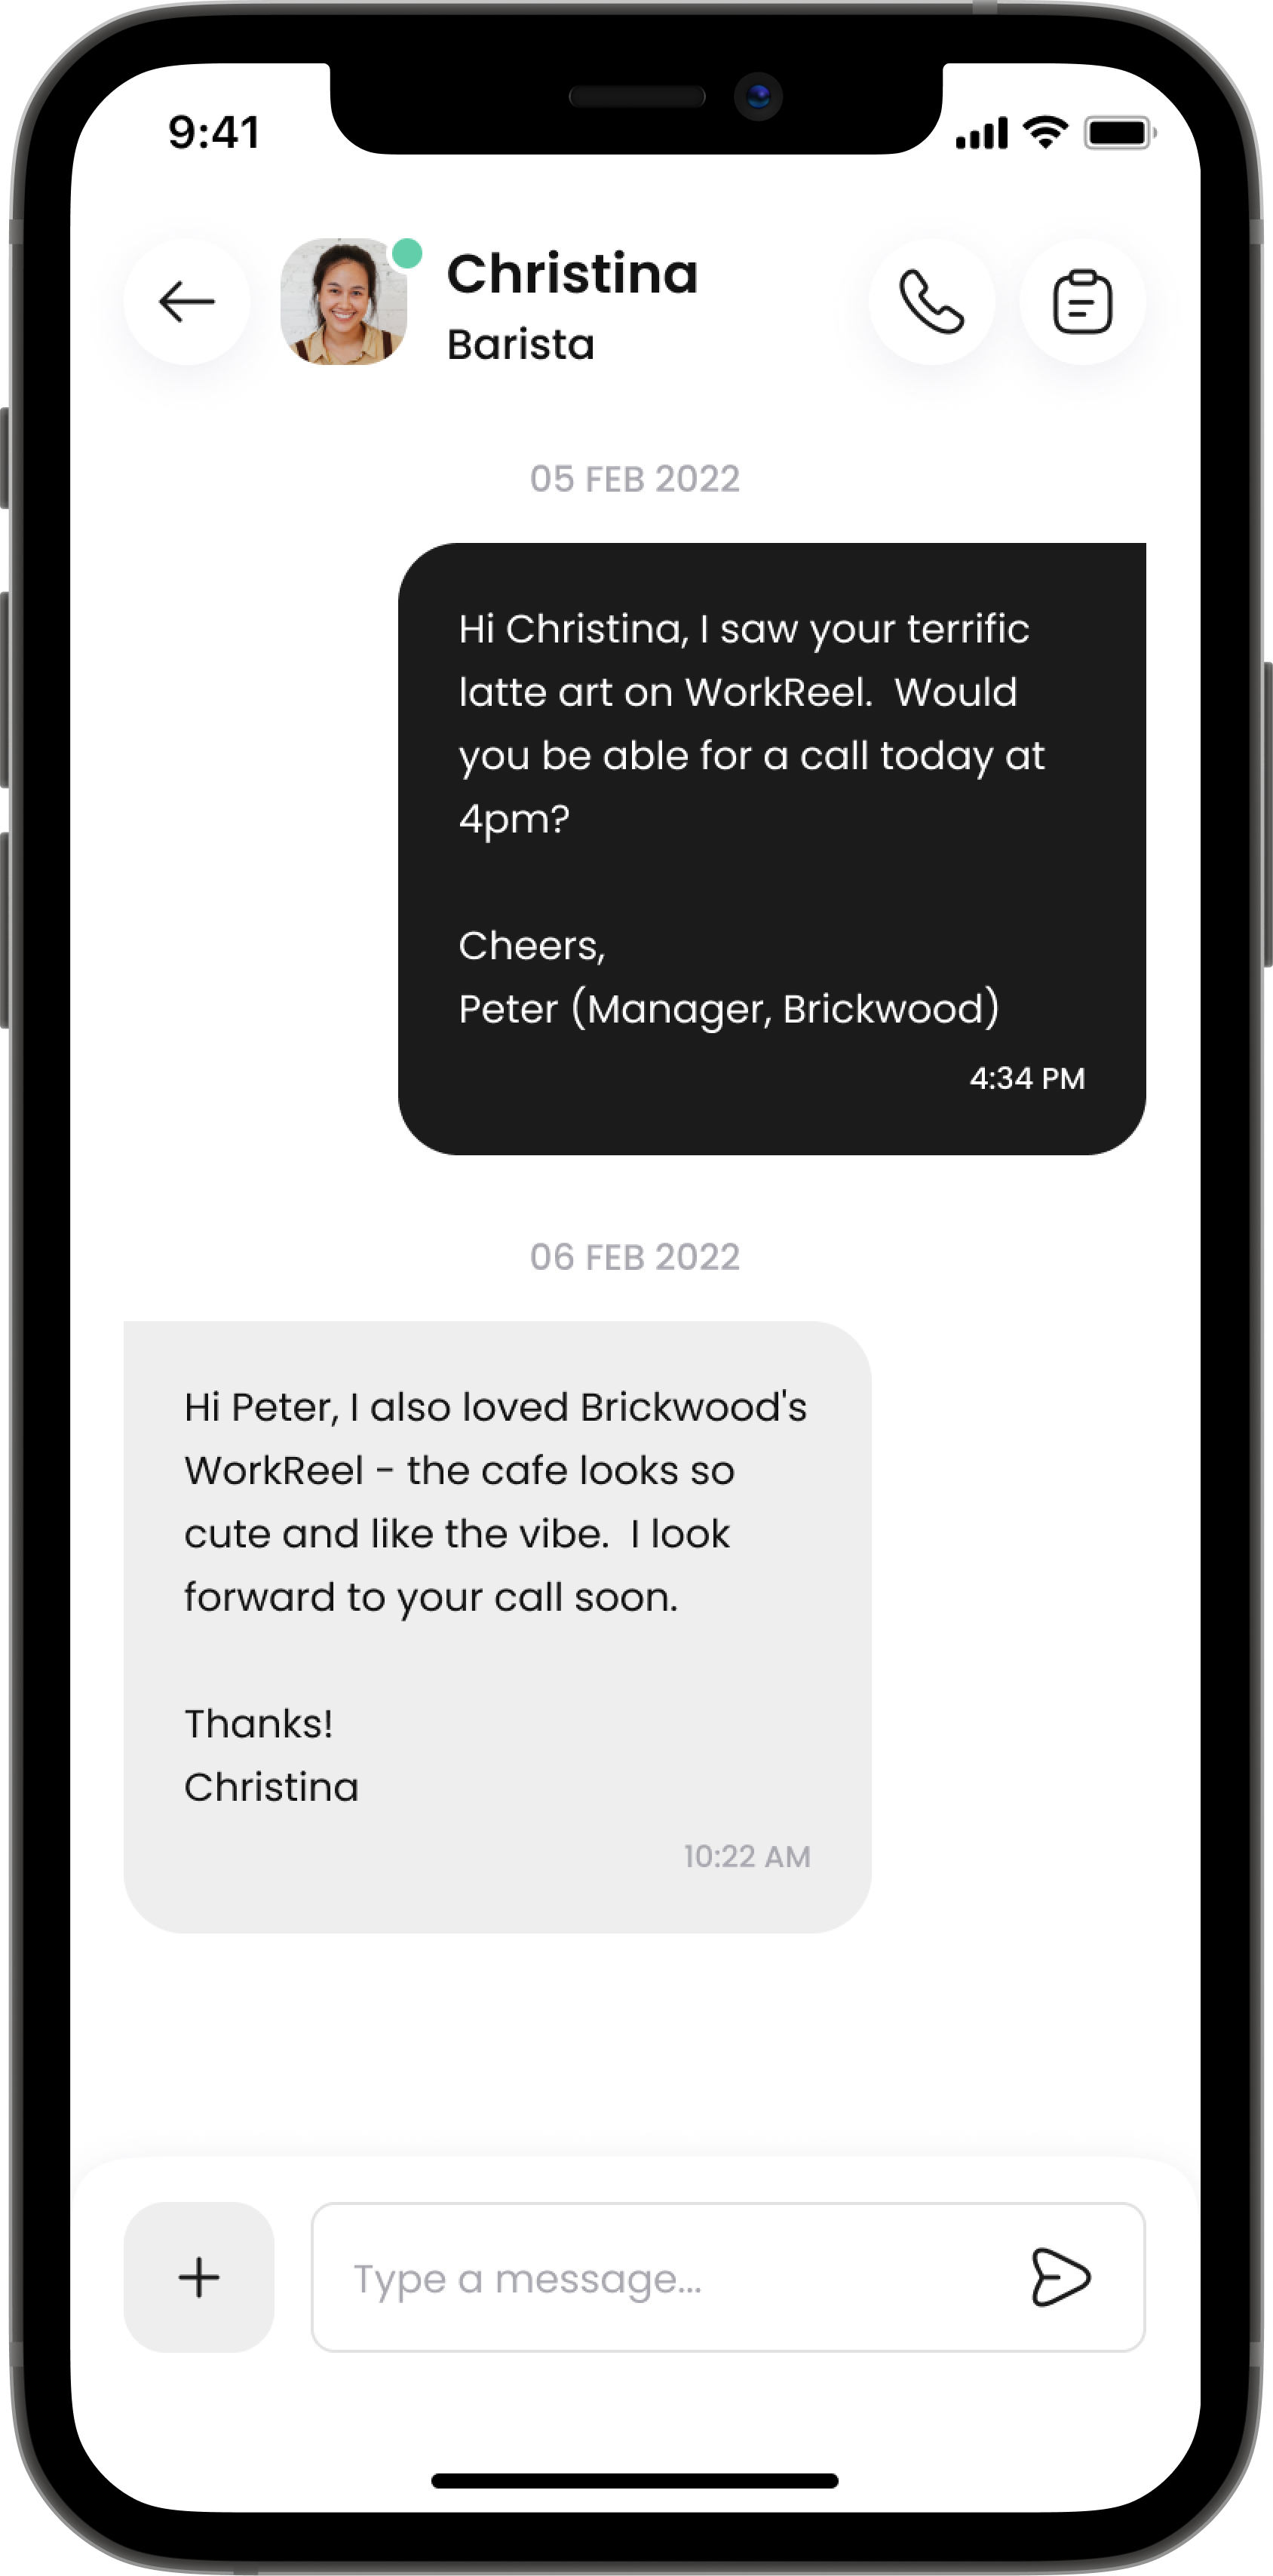 9:41
Christina
Barista
05 FEB 2022
Hi Christina, I saw your terrific
latte art on WorkReel.  Would
you be able for a call today at
4pm?
Cheers,
Peter (Manager, Brickwood)
4:34 PM
06 FEB 2022
Hi Peter, I also loved Brickwood's
WorkReel - the cafe looks so
cute and like the vibe.  I look
forward to your call soon.
Thanks!
Christina
10:22 AM
Type a message...